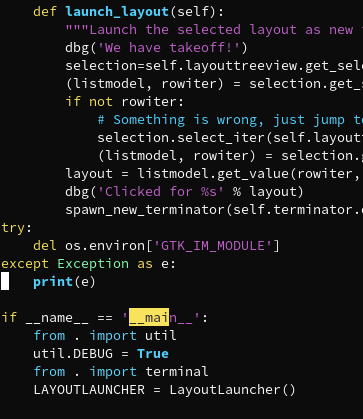 def launch_layout(self):
"""Launch the selected layout as new
dbg('We have takeoff!')
selection=self.layouttreeview.get_sel
(listmodel, rowiter) = selection.get_s
if not rowiter:
# Something is wrong, just jump to
selection.select_iter(self.layout
(listmodel, rowiter) = selection.g
layout = listmodel.get_value(rowiter,
dbg('Clicked for %s' % layout)
spawn_new_terminator(self.terminator.
try:
del os.environ['GTK_IM_MODULE']
except Exception as e:
print(e)
if __name__ == '__main__':
from . import util
util.DEBUG = True
from . import terminal
LAYOUTLAUNCHER = LayoutLauncher()